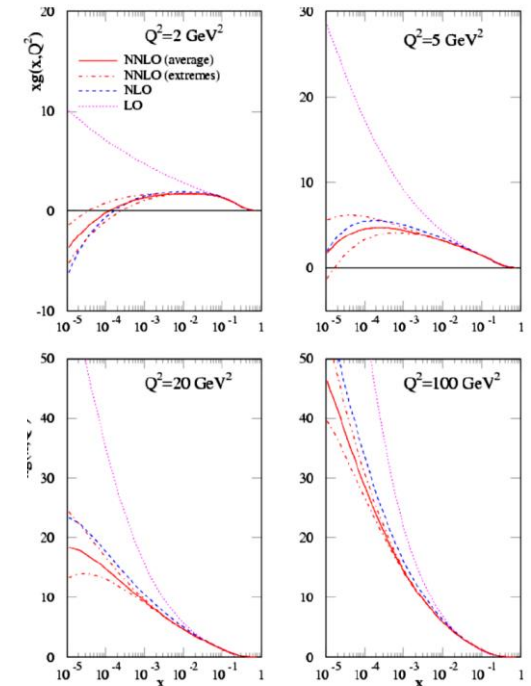 Q²=2 GeV²
xg(x,Q²)
NNLO (average)
NNLO (extremes)
NLO
LO
20
10
0
-10
10⁻⁵ 10⁻⁴ 10⁻³ 10⁻² 10⁻¹ 1
Q²=5 GeV²
30
20
10
0
10⁻⁵ 10⁻⁴ 10⁻³ 10⁻² 10⁻¹ 1
Q²=20 GeV²
50
40
30
20
10
0
10⁻⁵ 10⁻⁴ 10⁻³ 10⁻² 10⁻¹ 1
x
Q²=100 GeV²
50
40
30
20
10
0
10⁻⁵ 10⁻⁴ 10⁻³ 10⁻² 10⁻¹ 1
x